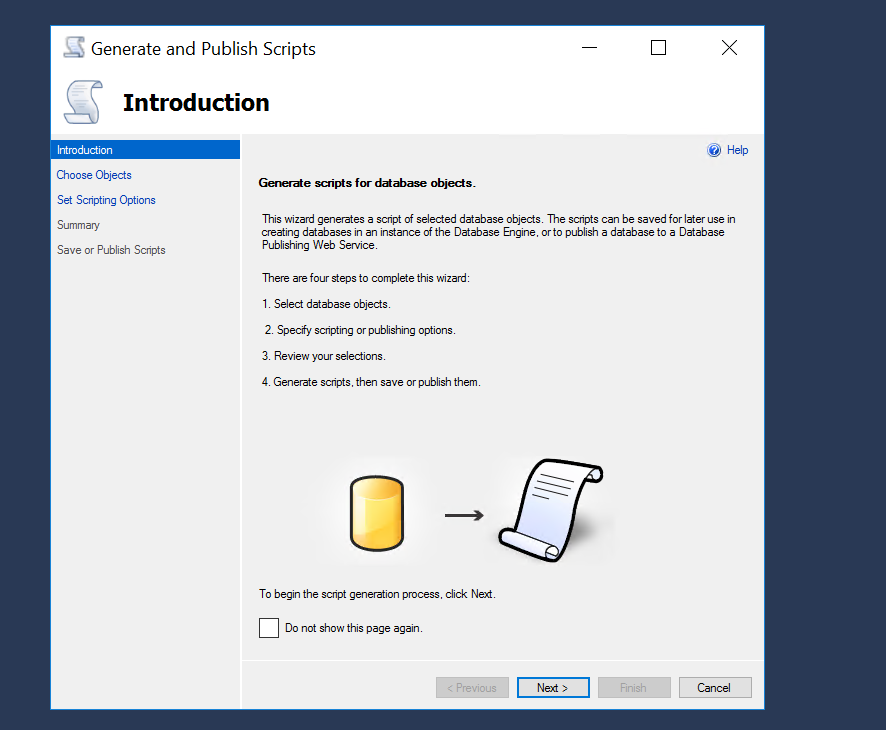 Generate and Publish Scripts
Introduction
Introduction
Choose Objects
Set Scripting Options
Summary
Save or Publish Scripts
Help
Generate scripts for database objects.
This wizard generates a script of selected database objects. The scripts can be saved for later use in
creating databases in an instance of the Database Engine, or to publish a database to a Database
Publishing Web Service.
There are four steps to complete this wizard:
1. Select database objects.
2. Specify scripting or publishing options.
3. Review your selections.
4. Generate scripts, then save or publish them.
To begin the script generation process, click Next.
Do not show this page again.
< Previous
Next >
Finish
Cancel